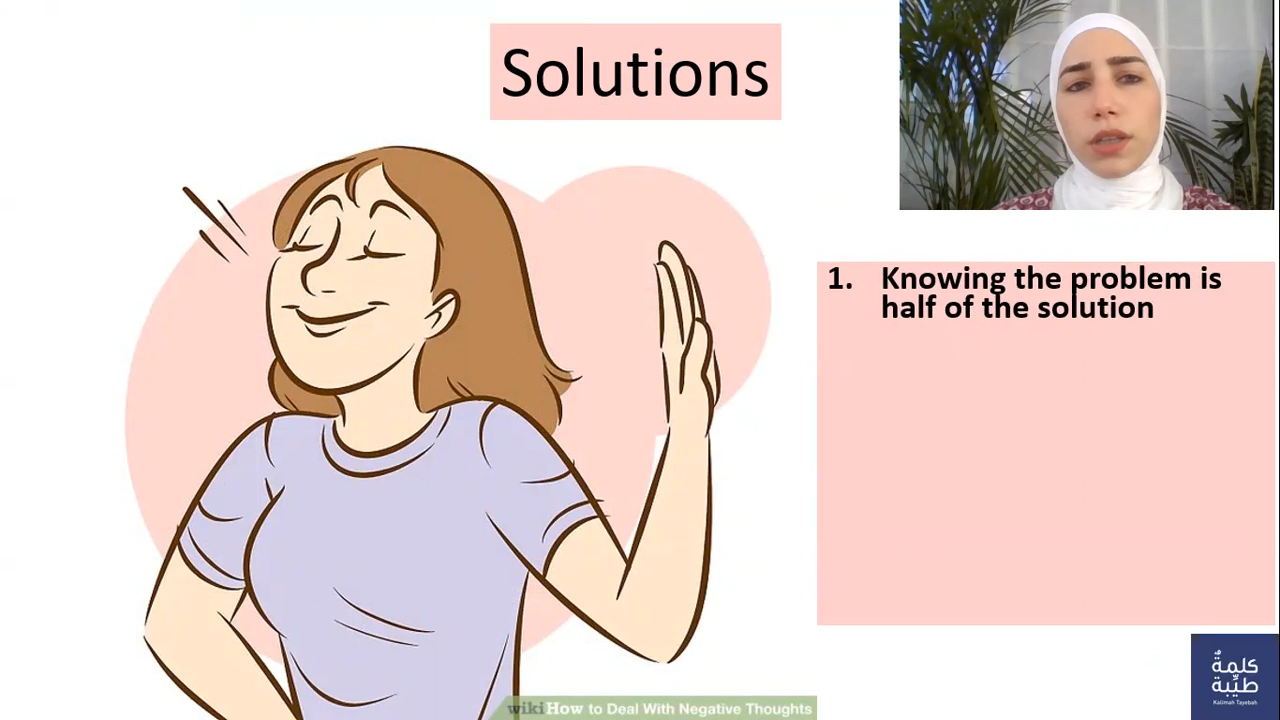 Solutions
1. Knowing the problem is
half of the solution
wikiHow to Deal With Negative Thoughts
كلمةٌ
طيِّبة
Kalimah Tayebah